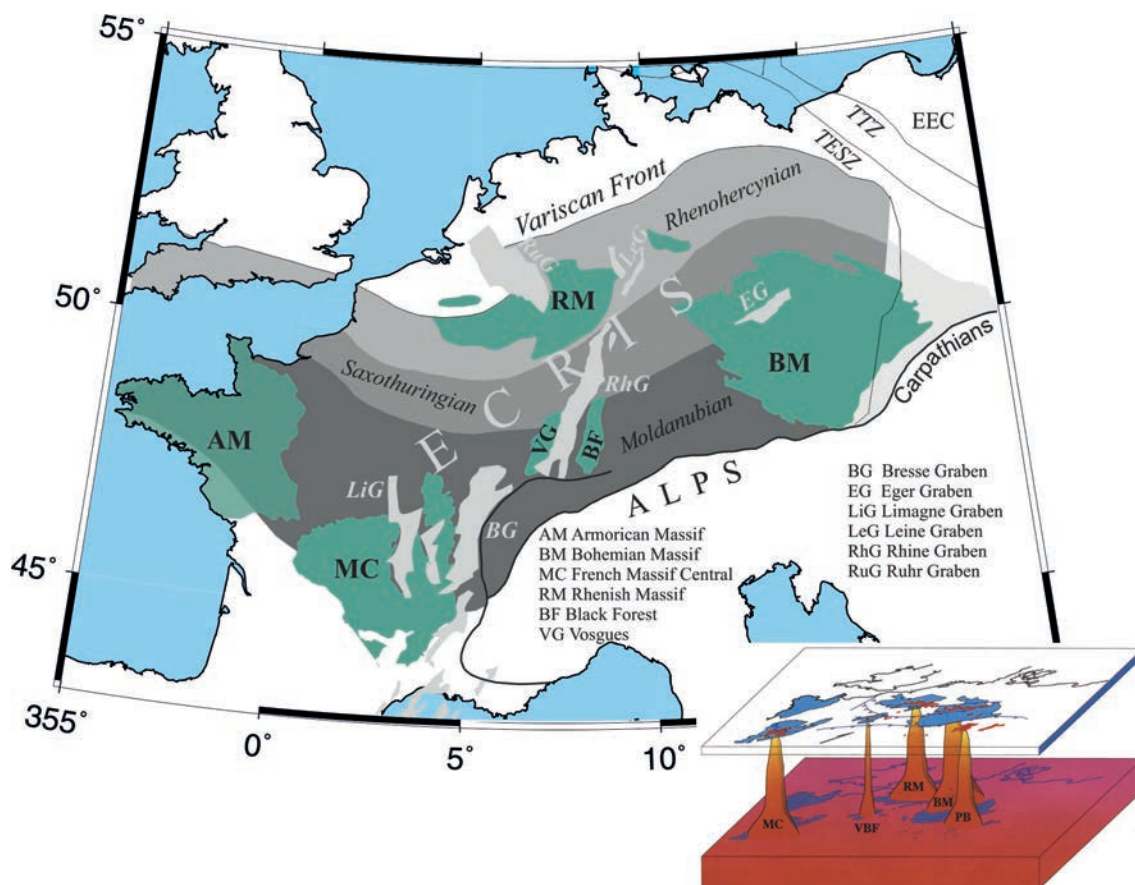 55°
TTZ
EEC
TESZ
Variscan Front
Rhenohercynian
RuG
LeG
50°
RM
EG
BM
Carpathians
Saxothuringian
RhG
E C R I S
AM
VG
BF
Moldanubian
LiG
BG
ALPS
MC
45°
BG Bresse Graben
EG Eger Graben
LiG Limagne Graben
LeG Leine Graben
RhG Rhine Graben
RuG Ruhr Graben
AM Armorican Massif
BM Bohemian Massif
MC French Massif Central
RM Rhenish Massif
BF Black Forest
VG Vosgues
355°
0°
5°
10°
RM
MC
VBF
BM
PB